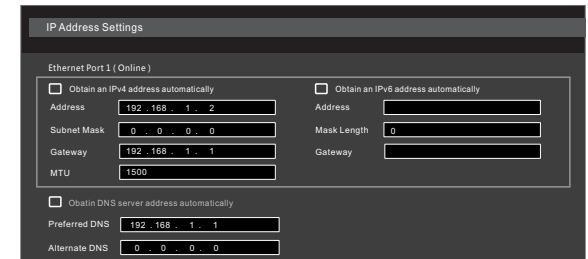 IP Address Settings
Ethernet Port 1 ( Online )
Obtain an IPv4 address automatically
Obtain an IPv6 address automatically
Address 192 . 168 . 1 . 2
Address
Subnet Mask 0 . 0 . 0 . 0
Mask Length 0
Gateway 192 . 168 . 1 . 1
Gateway
MTU 1500
Obatin DNS server address automatically
Preferred DNS 192 . 168 . 1 . 1
Alternate DNS 0 . 0 . 0 . 0